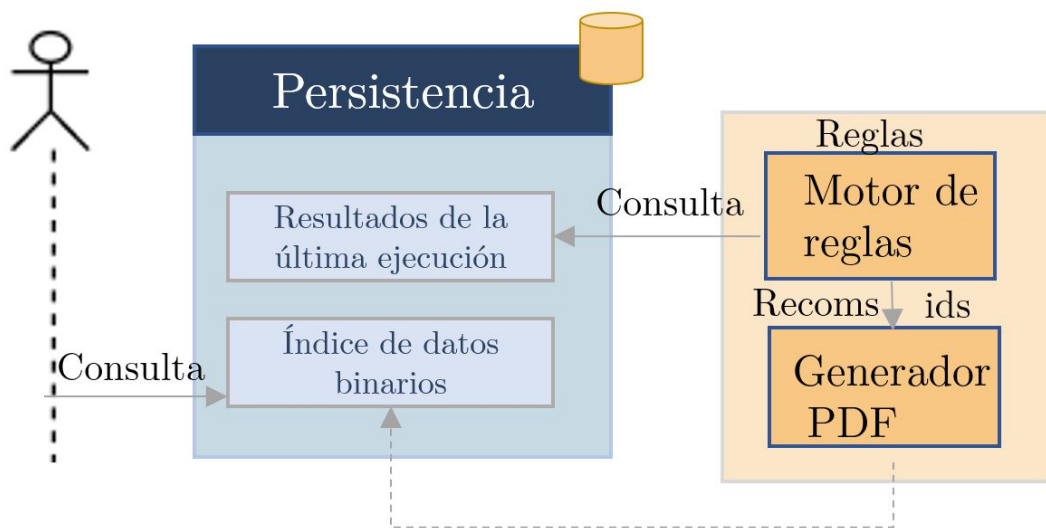 Persistencia
Reglas
Consulta
Motor de
reglas
Resultados de la
última ejecución
Recoms
ids
Consulta
Índice de datos
binarios
Generador
PDF